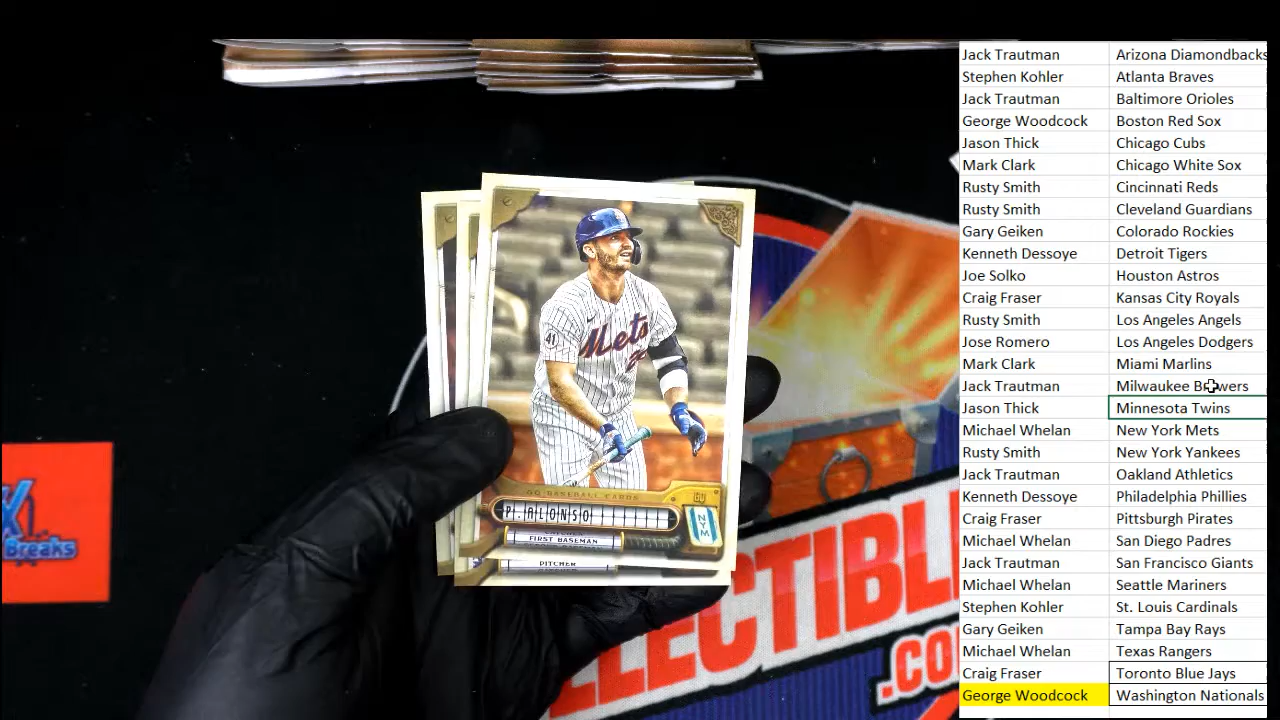 Mets
41
GQ BASEBALL CARDS
P. ALONSO
FIRST BASEMAN
NYM
PITCHER
X
Breaks
LLECTIBLE
.CO
Jack Trautman Arizona Diamondbacks
Stephen Kohler Atlanta Braves
Jack Trautman Baltimore Orioles
George Woodcock Boston Red Sox
Jason Thick Chicago Cubs
Mark Clark Chicago White Sox
Rusty Smith Cincinnati Reds
Rusty Smith Cleveland Guardians
Gary Geiken Colorado Rockies
Kenneth Dessoye Detroit Tigers
Joe Solko Houston Astros
Craig Fraser Kansas City Royals
Rusty Smith Los Angeles Angels
Jose Romero Los Angeles Dodgers
Mark Clark Miami Marlins
Jack Trautman Milwaukee Brewers
Jason Thick Minnesota Twins
Michael Whelan New York Mets
Rusty Smith New York Yankees
Jack Trautman Oakland Athletics
Kenneth Dessoye Philadelphia Phillies
Craig Fraser Pittsburgh Pirates
Michael Whelan San Diego Padres
Jack Trautman San Francisco Giants
Michael Whelan Seattle Mariners
Stephen Kohler St. Louis Cardinals
Gary Geiken Tampa Bay Rays
Michael Whelan Texas Rangers
Craig Fraser Toronto Blue Jays
George Woodcock Washington Nationals